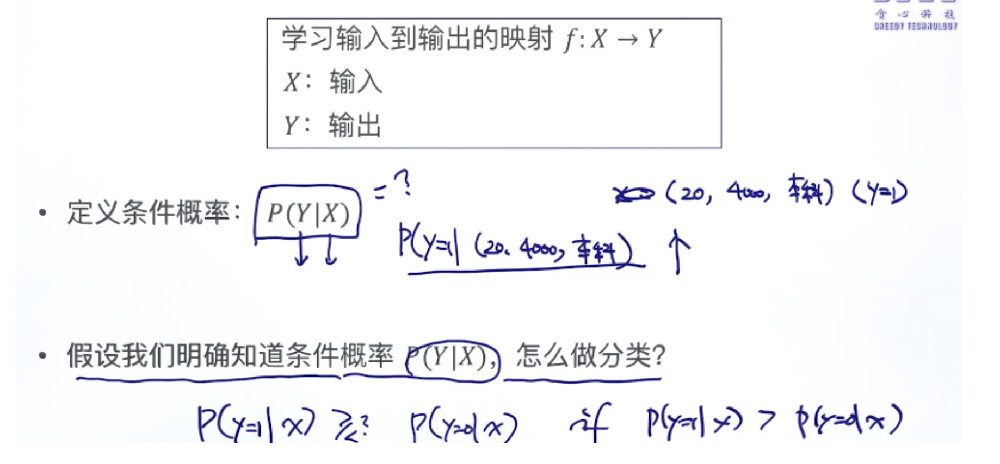 贪心科技
GREEDY TECHNOLOGY
学习输入到输出的映射 f: X → Y
X：输入
Y：输出
= ?
(20, 4000, 本科) (y=1)
• 定义条件概率：P(Y|X)
P(y=1| (20, 4000, 本科) ↑
• 假设我们明确知道条件概率 P(Y|X)，怎么做分类?
P(y=1|x) ≥≤? P(y=0|x) if P(y=1|x) > P(y=0|x)